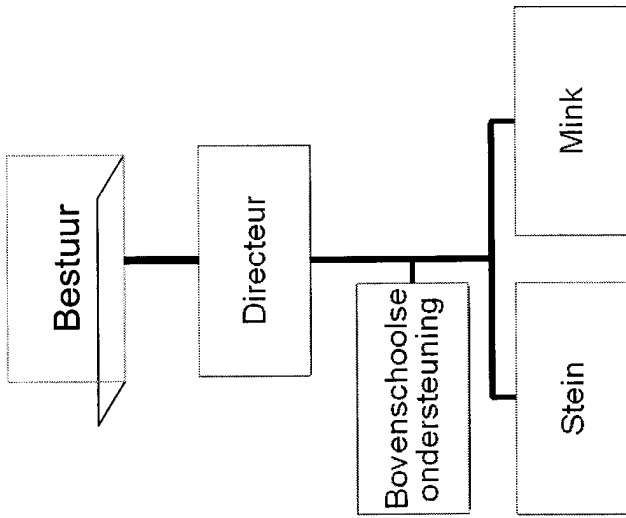 Bestuur
Directeur
Bovenschoolse
ondersteuning
Stein
Mink